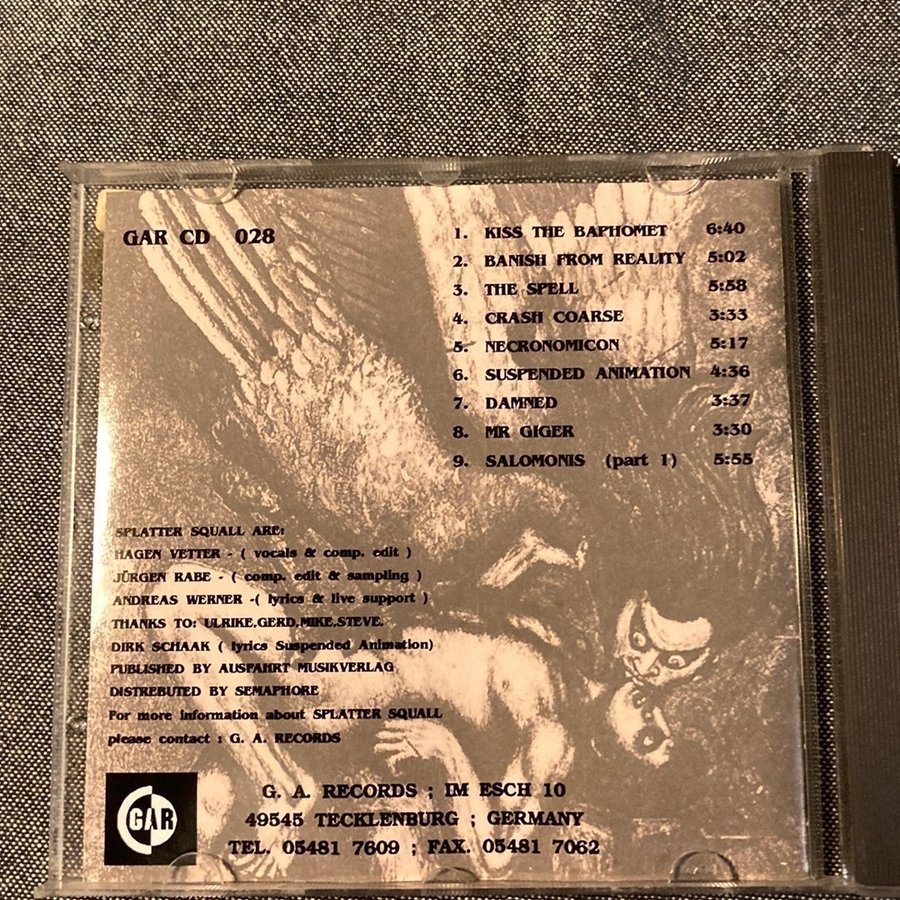 GAR CD 028
1. KISS THE BAPHOMET 6:40
2. BANISH FROM REALITY 5:02
3. THE SPELL 5:58
4. CRASH COARSE 3:33
5. NECRONOMICON 5:17
6. SUSPENDED ANIMATION 4:36
7. DAMNED 3:37
8. MR GIGER 3:30
9. SALOMONIS (part 1) 5:55
SPLATTER SQUALL ARE:
HAGEN VETTER - ( vocals & comp. edit )
JÜRGEN RABE - ( comp. edit & sampling )
ANDREAS WERNER -( lyrics & live support )
THANKS TO: ULRIKE,GERD,MIKE,STEVE.
DIRK SCHAAK ( lyrics Suspended Animation)
PUBLISHED BY AUSFAHRT MUSIKVERLAG
DISTREBUTED BY SEMAPHORE
For more information about SPLATTER SQUALL
please contact : G. A. RECORDS
GAR
G. A. RECORDS ; IM ESCH 10
49545 TECKLENBURG ; GERMANY
TEL. 05481 7609 ; FAX. 05481 7062